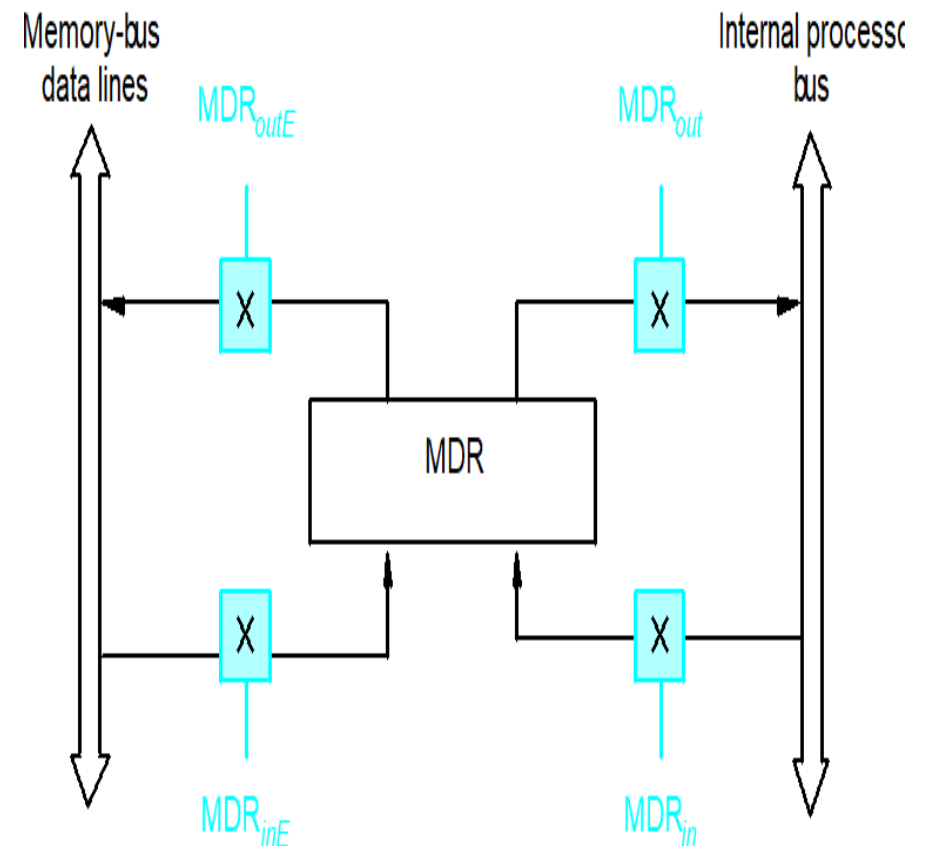 Memory-bus
data lines
Internal processo
bus
MDRoutE
MDRout
X
X
MDR
X
X
MDRinE
MDRin